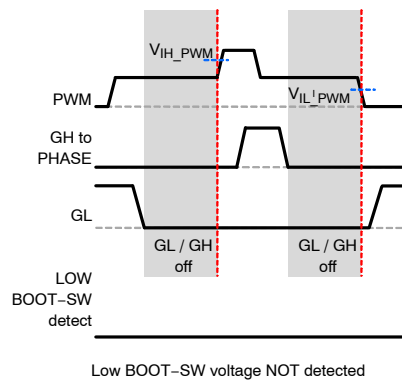 VIH_PWM
VIL_PWM
PWM
GH to
PHASE
GL
GL / GH
off
GL / GH
off
LOW
BOOT−SW
detect
Low BOOT−SW voltage NOT detected